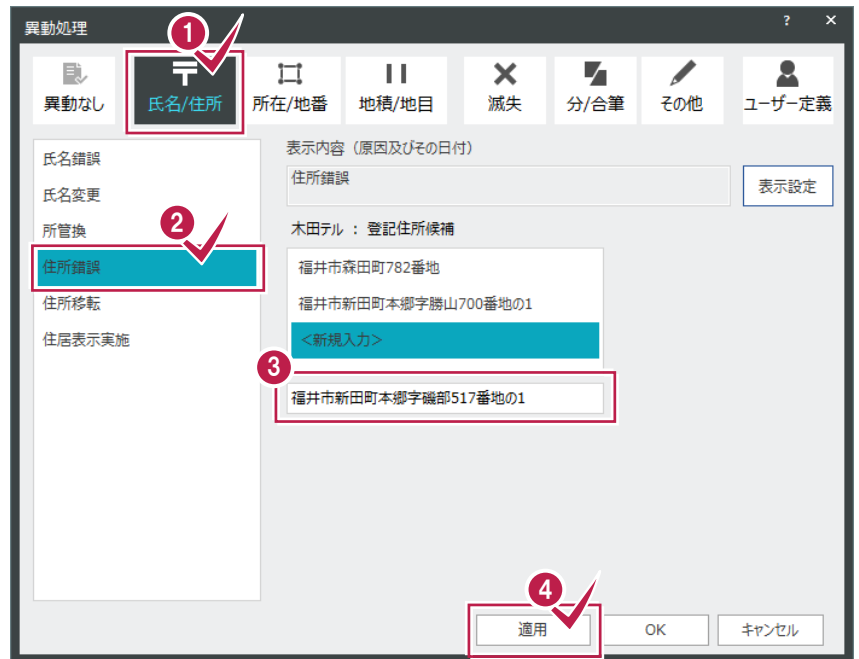 異動処理 ? ×
1
異動なし 氏名/住所 所在/地番 地積/地目 滅失 分/合筆 その他 ユーザー定義
氏名錯誤
氏名変更
所管換
2
住所錯誤
住所移転
住居表示実施
表示内容（原因及びその日付）
住所錯誤
表示設定
木田テル ： 登記住所候補
福井市森田町782番地
福井市新田町本郷字勝山700番地の1
<新規入力>
3
福井市新田町本郷字磯部517番地の1
4
適用 OK キャンセル